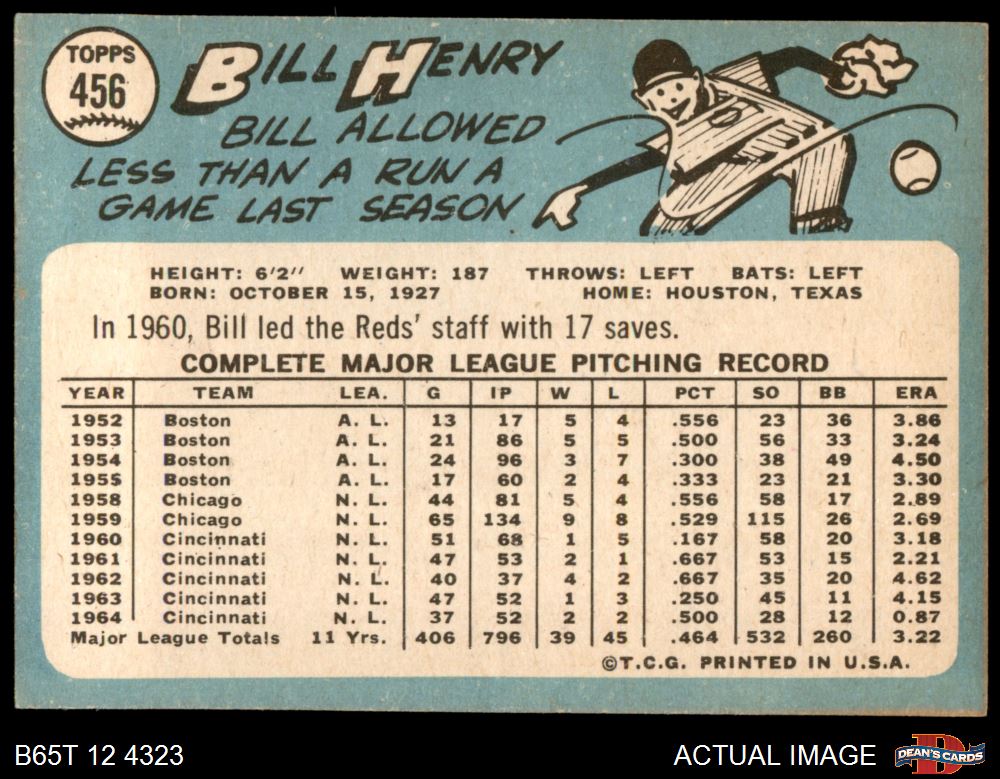 TOPPS
456
BILL HENRY
BILL ALLOWED
LESS THAN A RUN A
GAME LAST SEASON
HEIGHT: 6'2" WEIGHT: 187 THROWS: LEFT BATS: LEFT
BORN: OCTOBER 15, 1927 HOME: HOUSTON, TEXAS
In 1960, Bill led the Reds' staff with 17 saves.
COMPLETE MAJOR LEAGUE PITCHING RECORD
YEAR TEAM LEA. G IP W L PCT SO BB ERA
1952 Boston A. L. 13 17 5 4 .556 23 36 3.86
1953 Boston A. L. 21 86 5 5 .500 56 33 3.24
1954 Boston A. L. 24 96 3 7 .300 38 49 4.50
1955 Boston A. L. 17 60 2 4 .333 23 21 3.30
1958 Chicago N. L. 44 81 5 4 .556 58 17 2.89
1959 Chicago N. L. 65 134 9 8 .529 115 26 2.69
1960 Cincinnati N. L. 51 68 1 5 .167 58 20 3.18
1961 Cincinnati N. L. 47 53 2 1 .667 53 15 2.21
1962 Cincinnati N. L. 40 37 4 2 .667 35 20 4.62
1963 Cincinnati N. L. 47 52 1 3 .250 45 11 4.15
1964 Cincinnati N. L. 37 52 2 2 .500 28 12 0.87
Major League Totals 11 Yrs. 406 796 39 45 .464 532 260 3.22
©T.C.G. PRINTED IN U.S.A.
B65T 12 4323 ACTUAL IMAGE DEAN'S CARDS